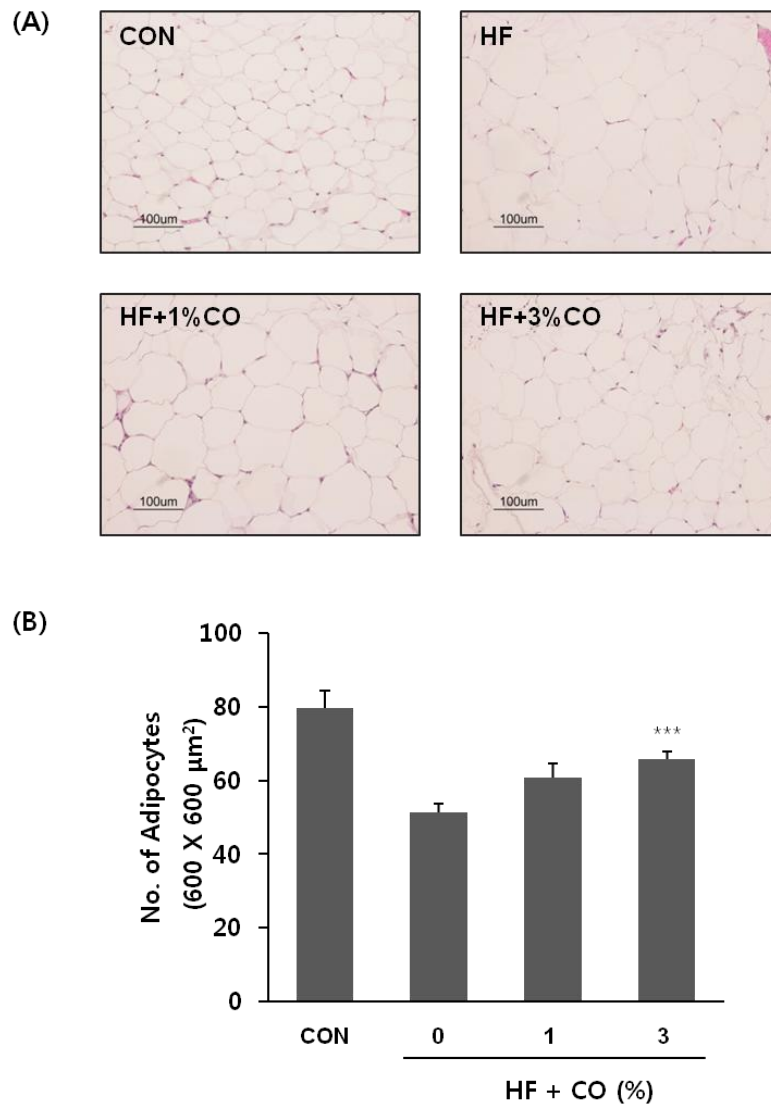 (A)
CON
HF
100um
100um
HF+1%CO
HF+3%CO
100um
100um
(B)
No. of Adipocytes
(600 X 600 µm²)
100
80
60
40
20
0
***
CON
0
1
3
HF + CO (%)